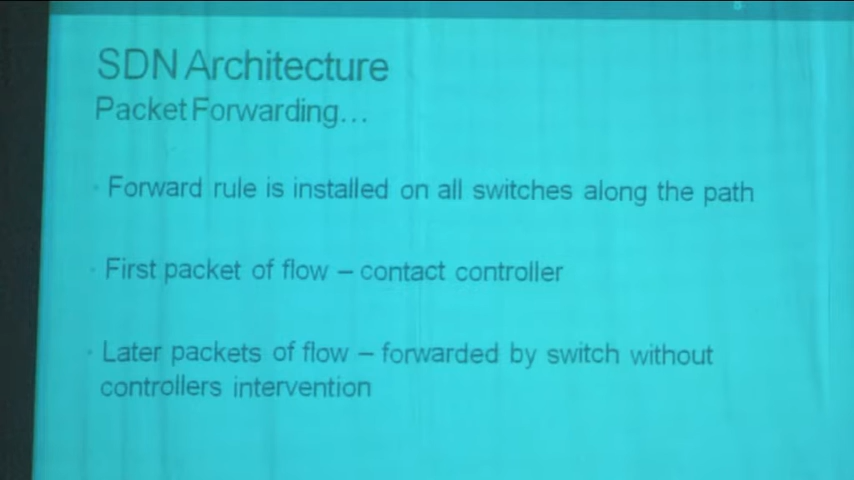 SDN Architecture
Packet Forwarding...
Forward rule is installed on all switches along the path
First packet of flow – contact controller
Later packets of flow – forwarded by switch without
controllers intervention